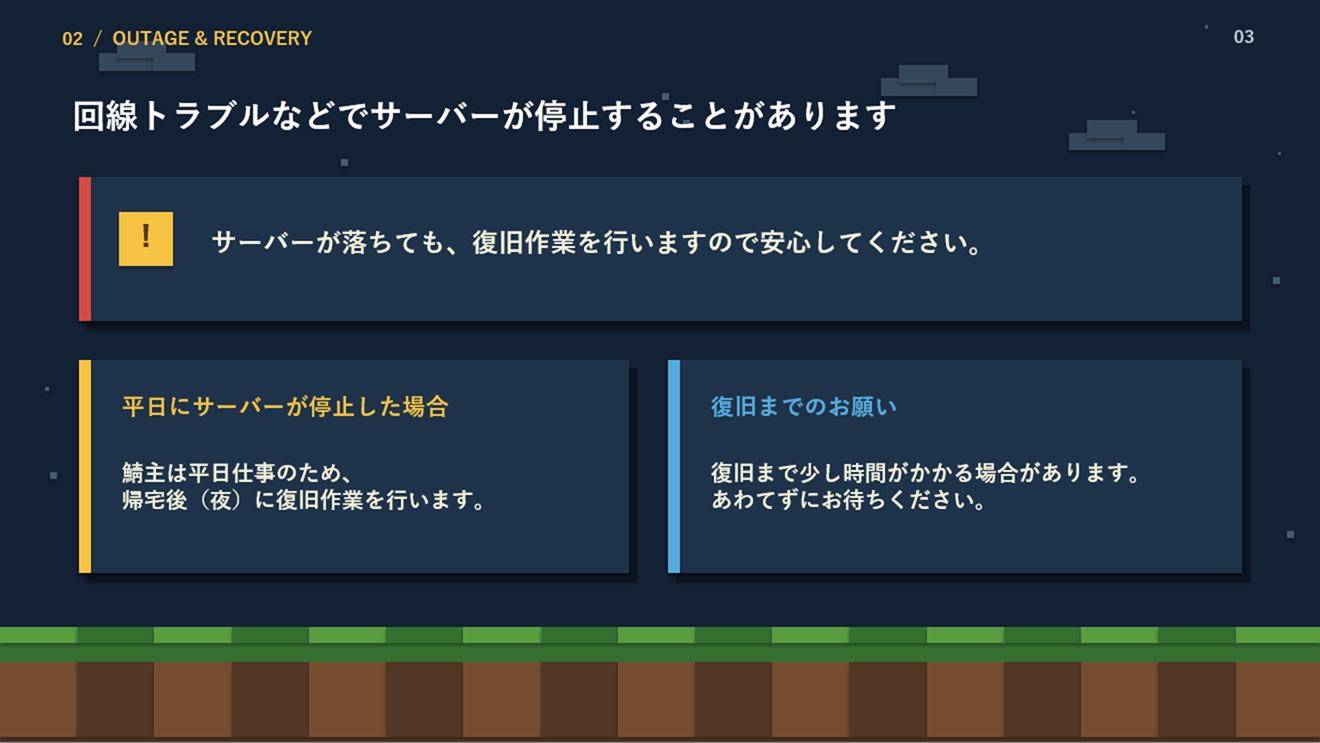 02 / OUTAGE & RECOVERY
03
回線トラブルなどでサーバーが停止することがあります
!
サーバーが落ちても、復旧作業を行いますので安心してください。
平日にサーバーが停止した場合
鯖主は平日仕事のため、
帰宅後（夜）に復旧作業を行います。
復旧までのお願い
復旧まで少し時間がかかる場合があります。
あわてずにお待ちください。